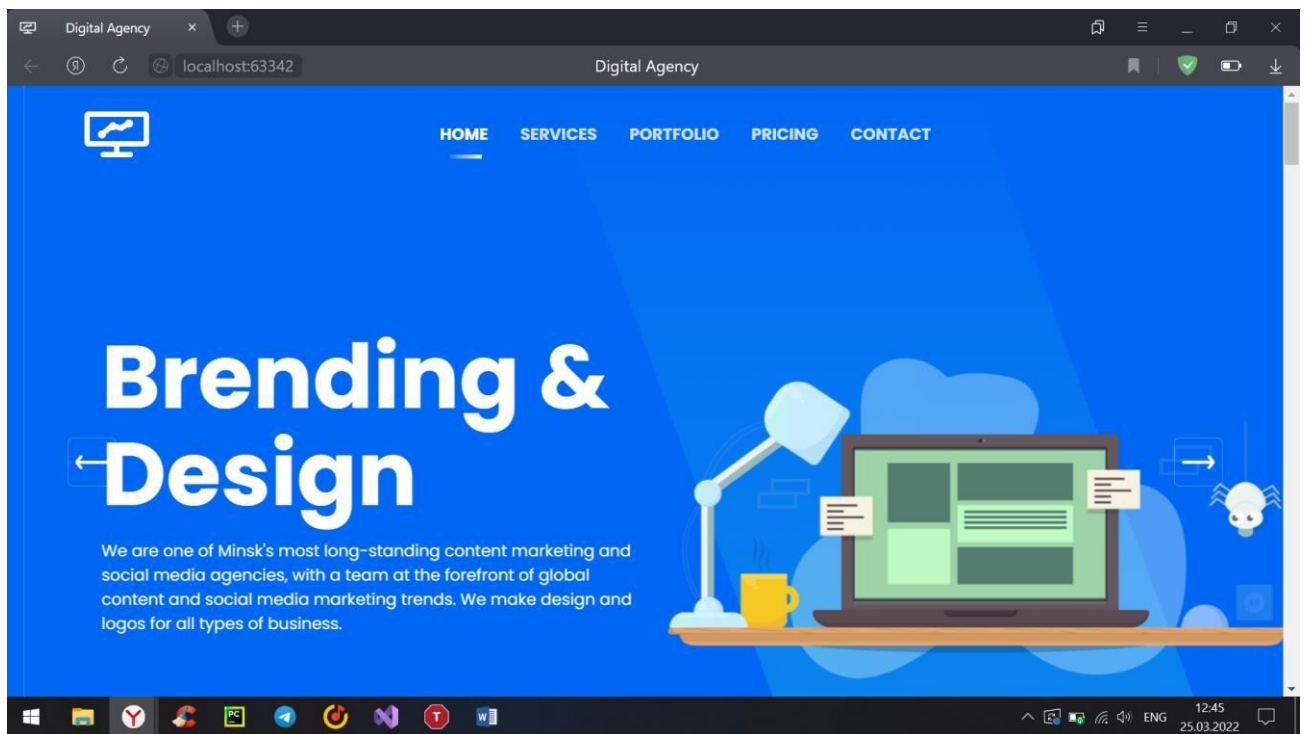 Digital Agency
Я localhost:63342 Digital Agency
HOME SERVICES PORTFOLIO PRICING CONTACT
Brending &
Design
We are one of Minsk's most long-standing content marketing and
social media agencies, with a team at the forefront of global
content and social media marketing trends. We make design and
logos for all types of business.
Y PC T W ENG 12:45
25.03.2022